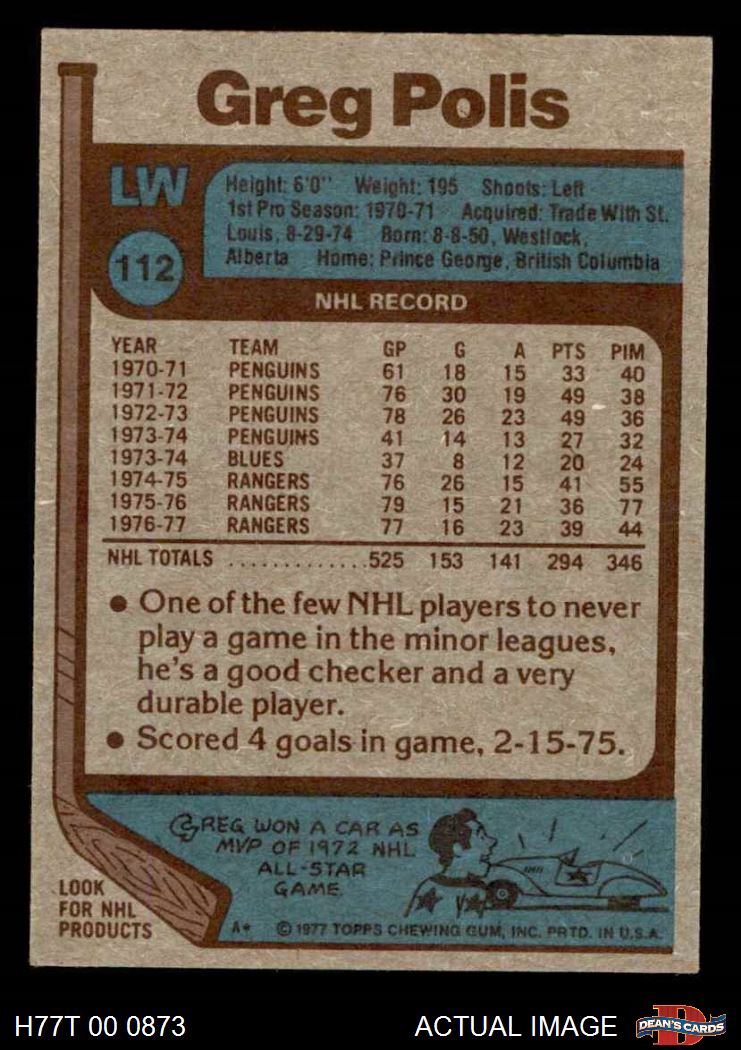 Greg Polis
LW
112
Height: 6'0" Weight: 195 Shoots: Left
1st Pro Season: 1970-71 Acquired: Trade With St.
Louis, 8-29-74 Born: 8-8-50, Westlock,
Alberta Home: Prince George, British Columbia
NHL RECORD
YEAR TEAM GP G A PTS PIM
1970-71 PENGUINS 61 18 15 33 40
1971-72 PENGUINS 76 30 19 49 38
1972-73 PENGUINS 78 26 23 49 36
1973-74 PENGUINS 41 14 13 27 32
1973-74 BLUES 37 8 12 20 24
1974-75 RANGERS 76 26 15 41 55
1975-76 RANGERS 79 15 21 36 77
1976-77 RANGERS 77 16 23 39 44
NHL TOTALS .............525 153 141 294 346
● One of the few NHL players to never
play a game in the minor leagues,
he's a good checker and a very
durable player.
● Scored 4 goals in game, 2-15-75.
GREG WON A CAR AS
MVP OF 1972 NHL
ALL-STAR
GAME
LOOK
FOR NHL
PRODUCTS
A* © 1977 TOPPS CHEWING GUM, INC. PRTD. IN U.S.A.
H77T 00 0873 ACTUAL IMAGE
D
DEAN'S CARDS